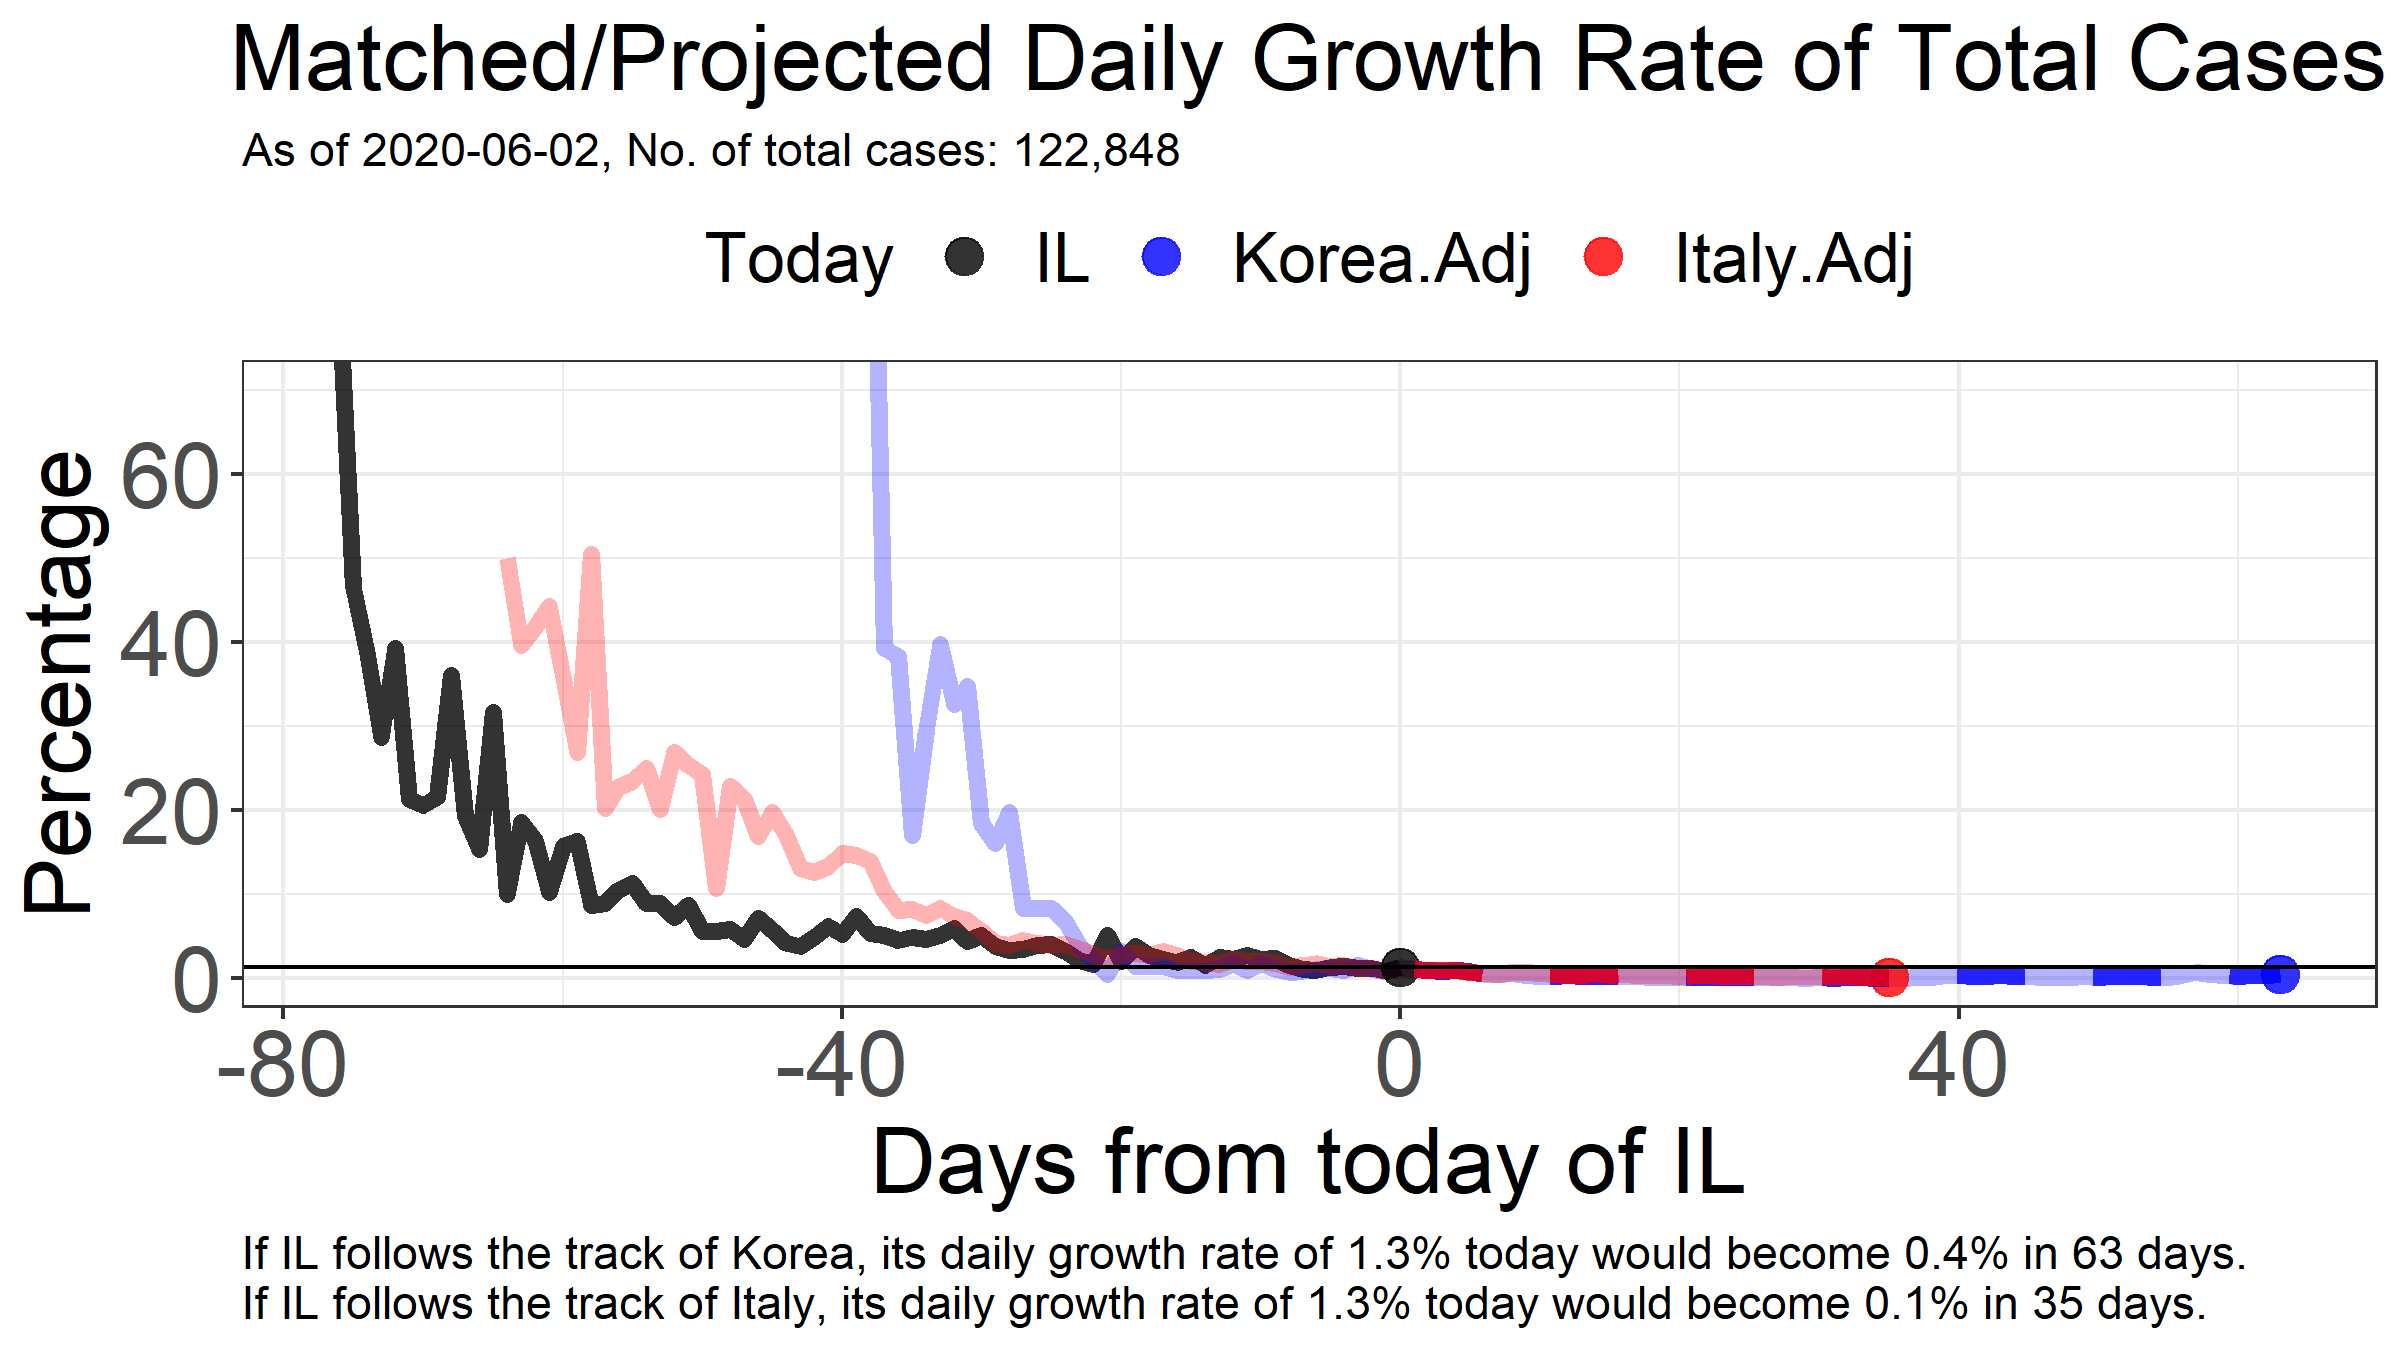 Matched/Projected Daily Growth Rate of Total Cases
As of 2020-06-02, No. of total cases: 122,848
Today IL Korea.Adj Italy.Adj
Percentage
60
40
20
0
-80 -40 0 40
Days from today of IL
If IL follows the track of Korea, its daily growth rate of 1.3% today would become 0.4% in 63 days.
If IL follows the track of Italy, its daily growth rate of 1.3% today would become 0.1% in 35 days.